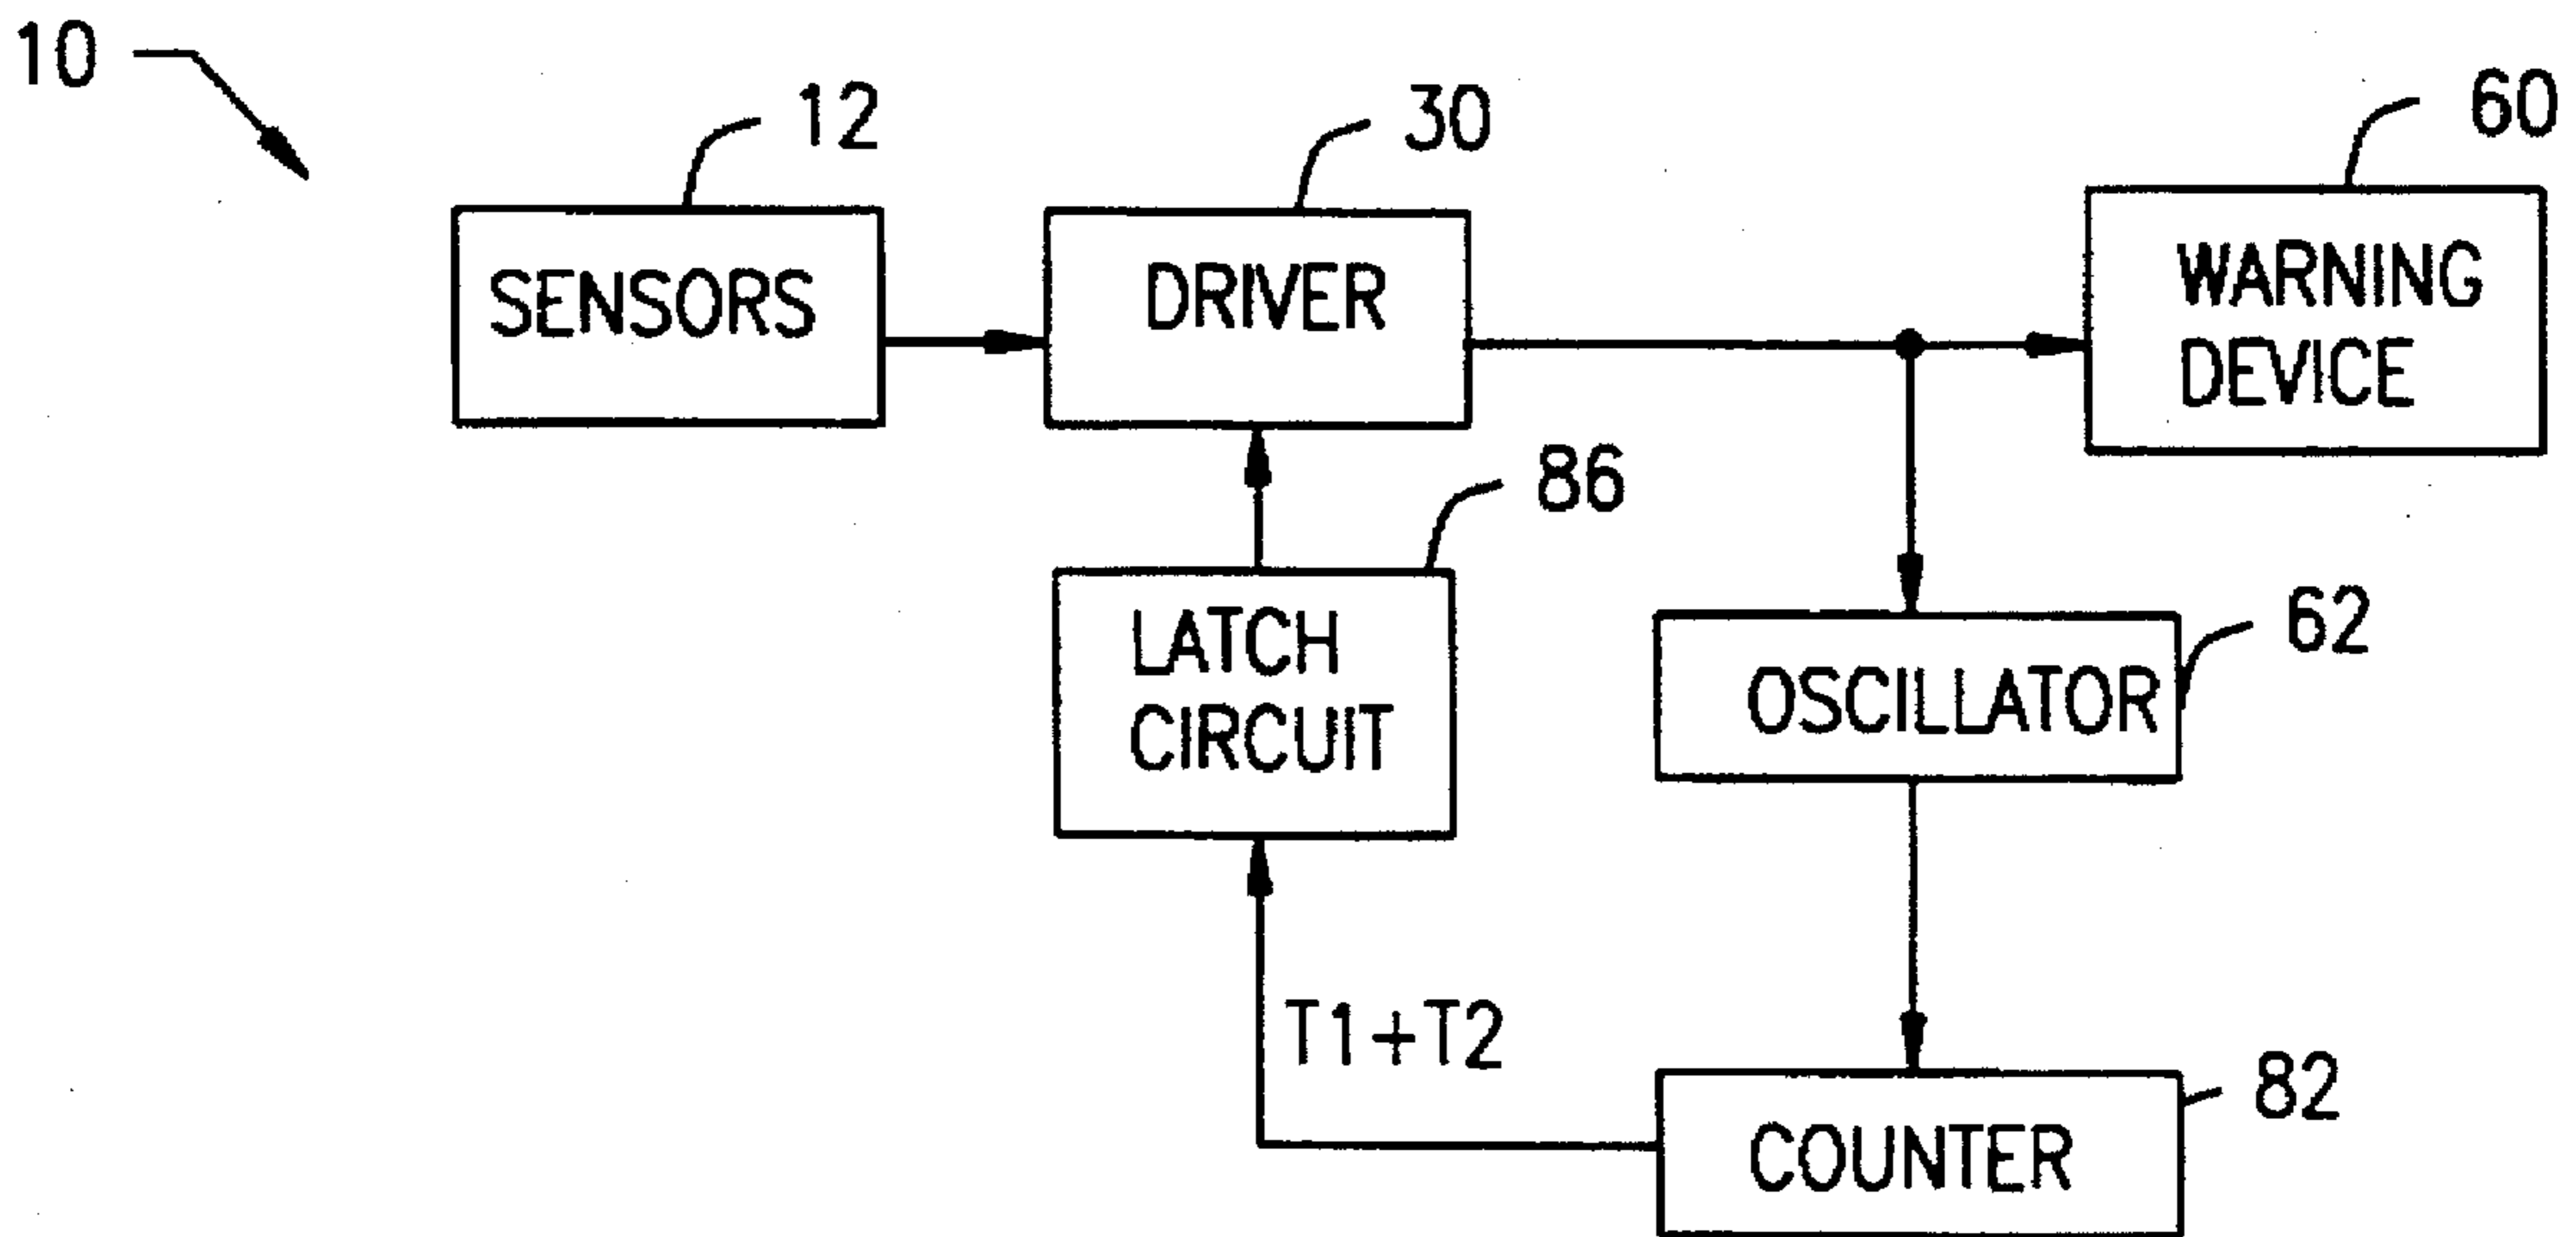 10
12
30
60
SENSORS
DRIVER
WARNING
DEVICE
86
LATCH
CIRCUIT
62
OSCILLATOR
T1+T2
82
COUNTER